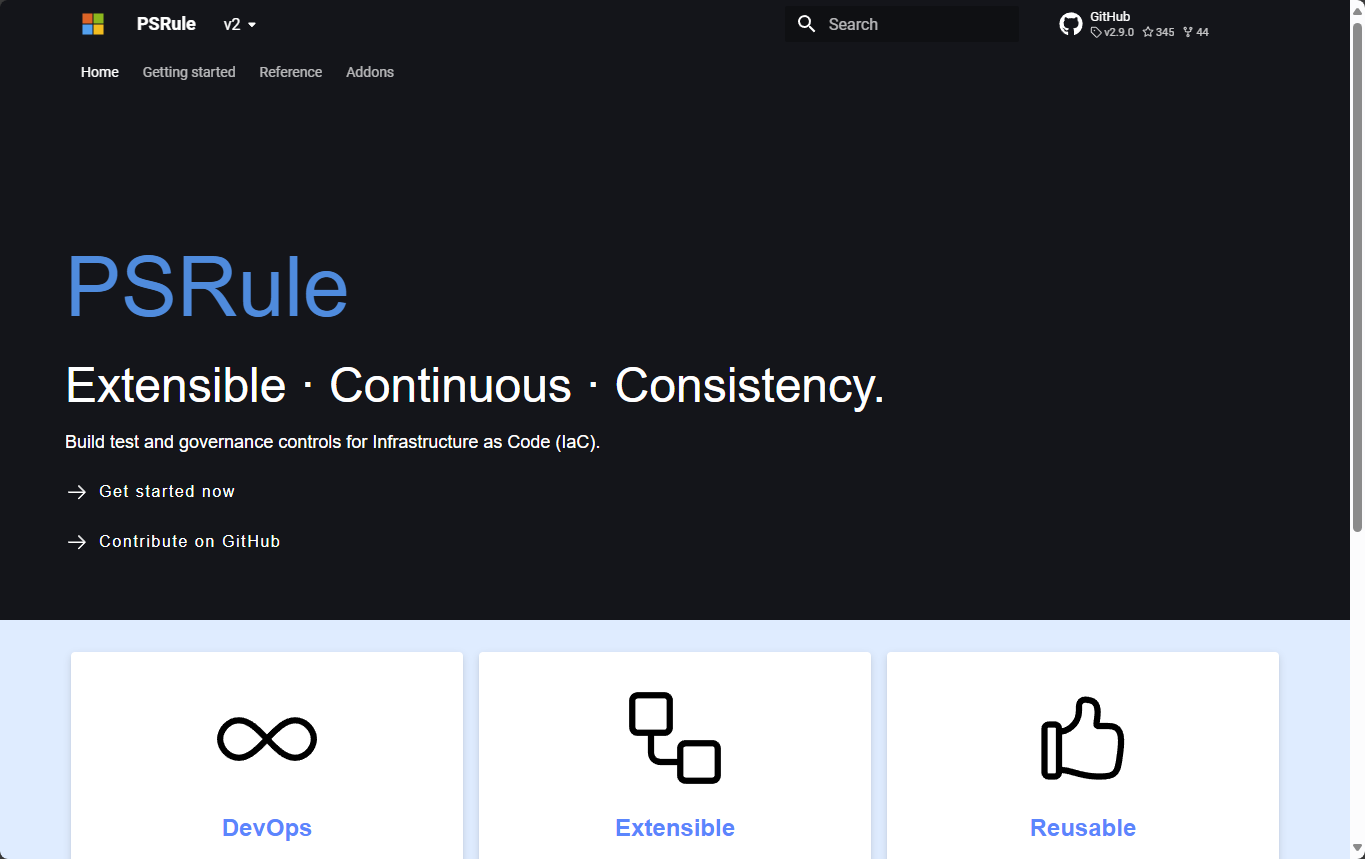 PSRule v2 Search GitHub
v2.9.0 345 44
Home Getting started Reference Addons
PSRule
Extensible · Continuous · Consistency.
Build test and governance controls for Infrastructure as Code (IaC).
Get started now
Contribute on GitHub
DevOps Extensible Reusable